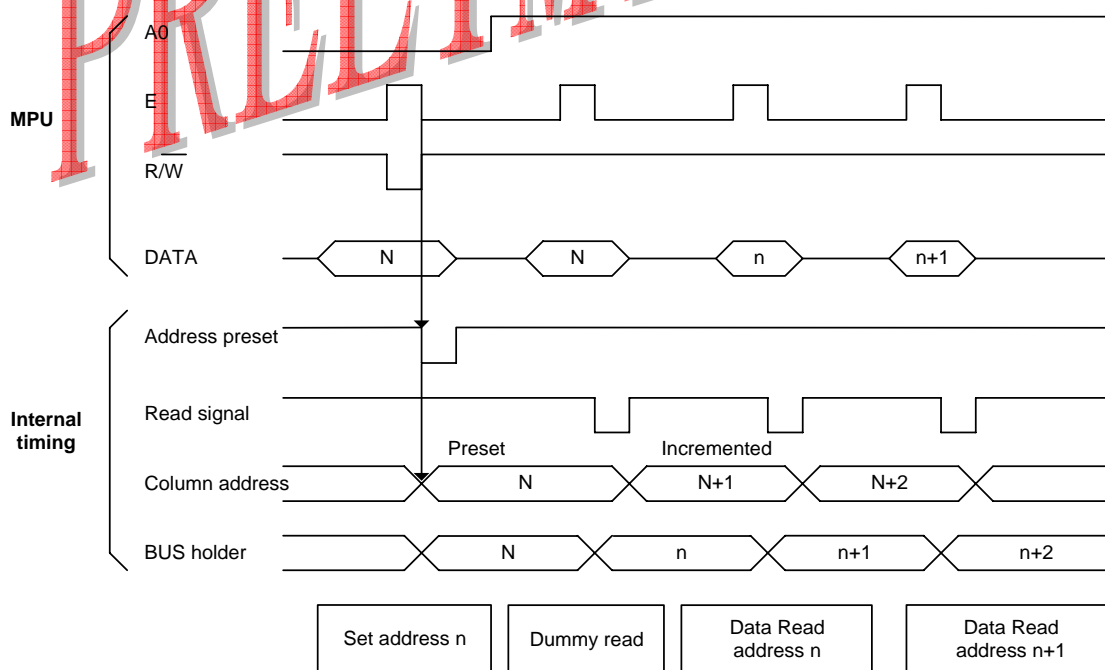 PRELIM
A0
E
MPU
R/W
DATA
N
N
n
n+1
Address preset
Read signal
Internal
timing
Preset
Incremented
Column address
N
N+1
N+2
BUS holder
N
n
n+1
n+2
Set address n
Dummy read
Data Read
address n
Data Read
address n+1